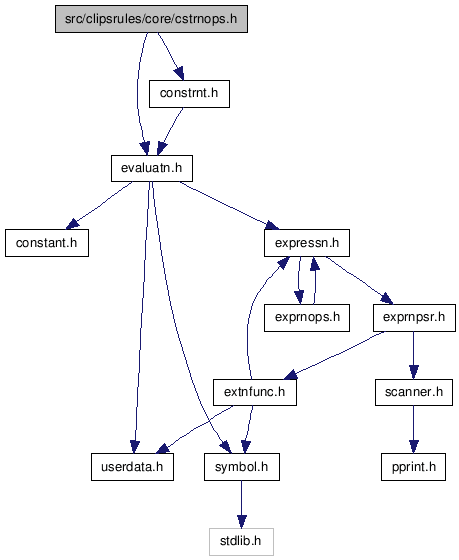 src/clipsrules/core/cstrnops.h
constrnt.h
evaluatn.h
constant.h
expressn.h
exprnops.h
exprnpsr.h
extnfunc.h
scanner.h
userdata.h
symbol.h
pprint.h
stdlib.h